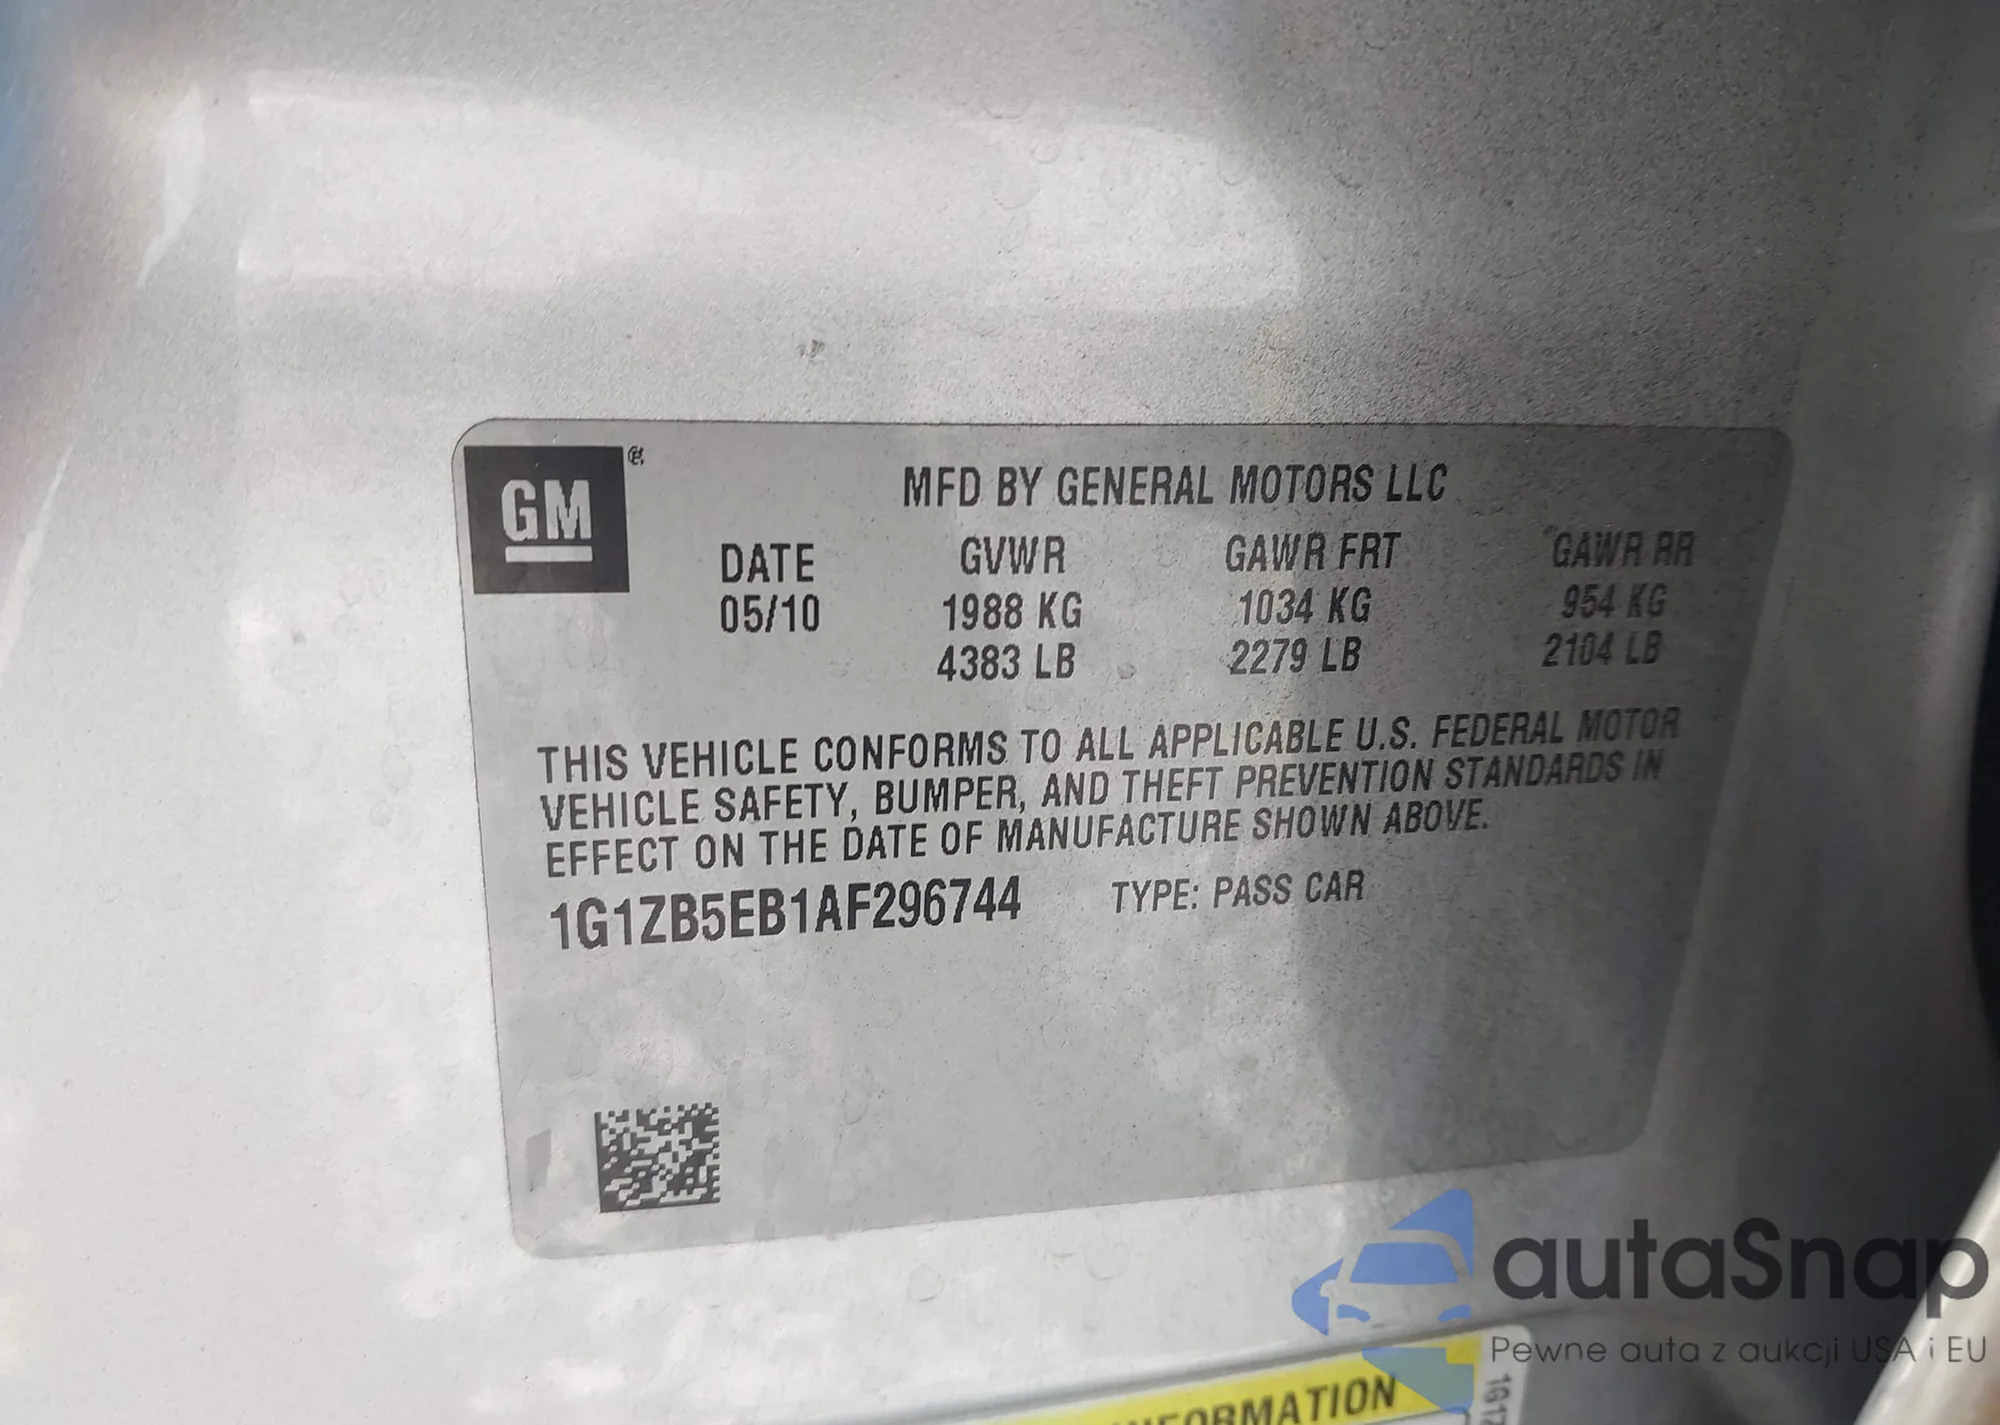 GM ®
MFD BY GENERAL MOTORS LLC
DATE GVWR GAWR FRT GAWR RR
05/10 1988 KG 1034 KG 954 KG
4383 LB 2279 LB 2104 LB
THIS VEHICLE CONFORMS TO ALL APPLICABLE U.S. FEDERAL MOTOR
VEHICLE SAFETY, BUMPER, AND THEFT PREVENTION STANDARDS IN
EFFECT ON THE DATE OF MANUFACTURE SHOWN ABOVE.
1G1ZB5EB1AF296744 TYPE: PASS CAR
autaSnap
Pewne auta z aukcji USA i EU
INFORMATION
1G1Z